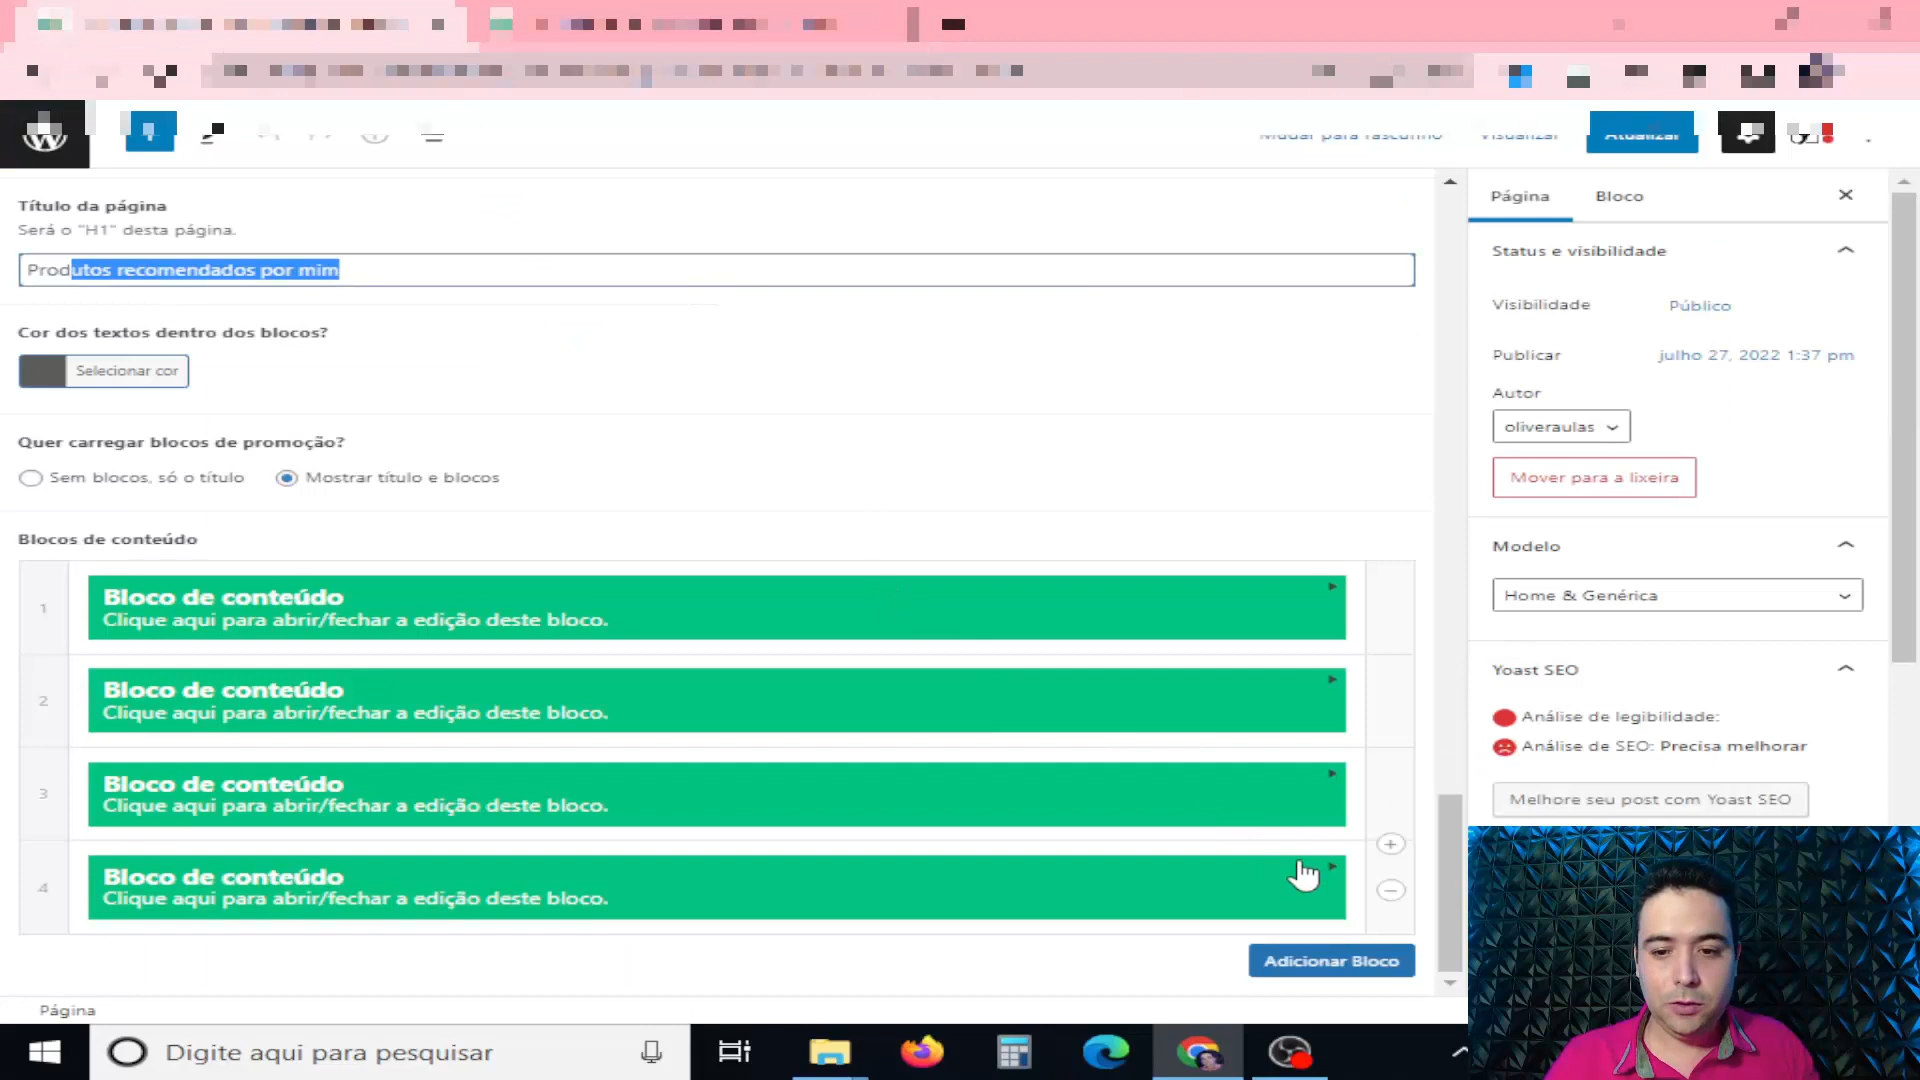 Mudar para rascunho
Visualizar
Atualizar
Título da página
Será o "H1" desta página.
Produtos recomendados por mim
Cor dos textos dentro dos blocos?
Selecionar cor
Quer carregar blocos de promoção?
Sem blocos, só o título
Mostrar título e blocos
Blocos de conteúdo
1
Bloco de conteúdo
Clique aqui para abrir/fechar a edição deste bloco.
2
Bloco de conteúdo
Clique aqui para abrir/fechar a edição deste bloco.
3
Bloco de conteúdo
Clique aqui para abrir/fechar a edição deste bloco.
4
Bloco de conteúdo
Clique aqui para abrir/fechar a edição deste bloco.
Adicionar Bloco
Página
Página
Bloco
Status e visibilidade
Visibilidade
Público
Publicar
julho 27, 2022 1:37 pm
Autor
oliveraulas
Mover para a lixeira
Modelo
Home & Genérica
Yoast SEO
Análise de legibilidade:
Análise de SEO: Precisa melhorar
Melhore seu post com Yoast SEO
Digite aqui para pesquisar